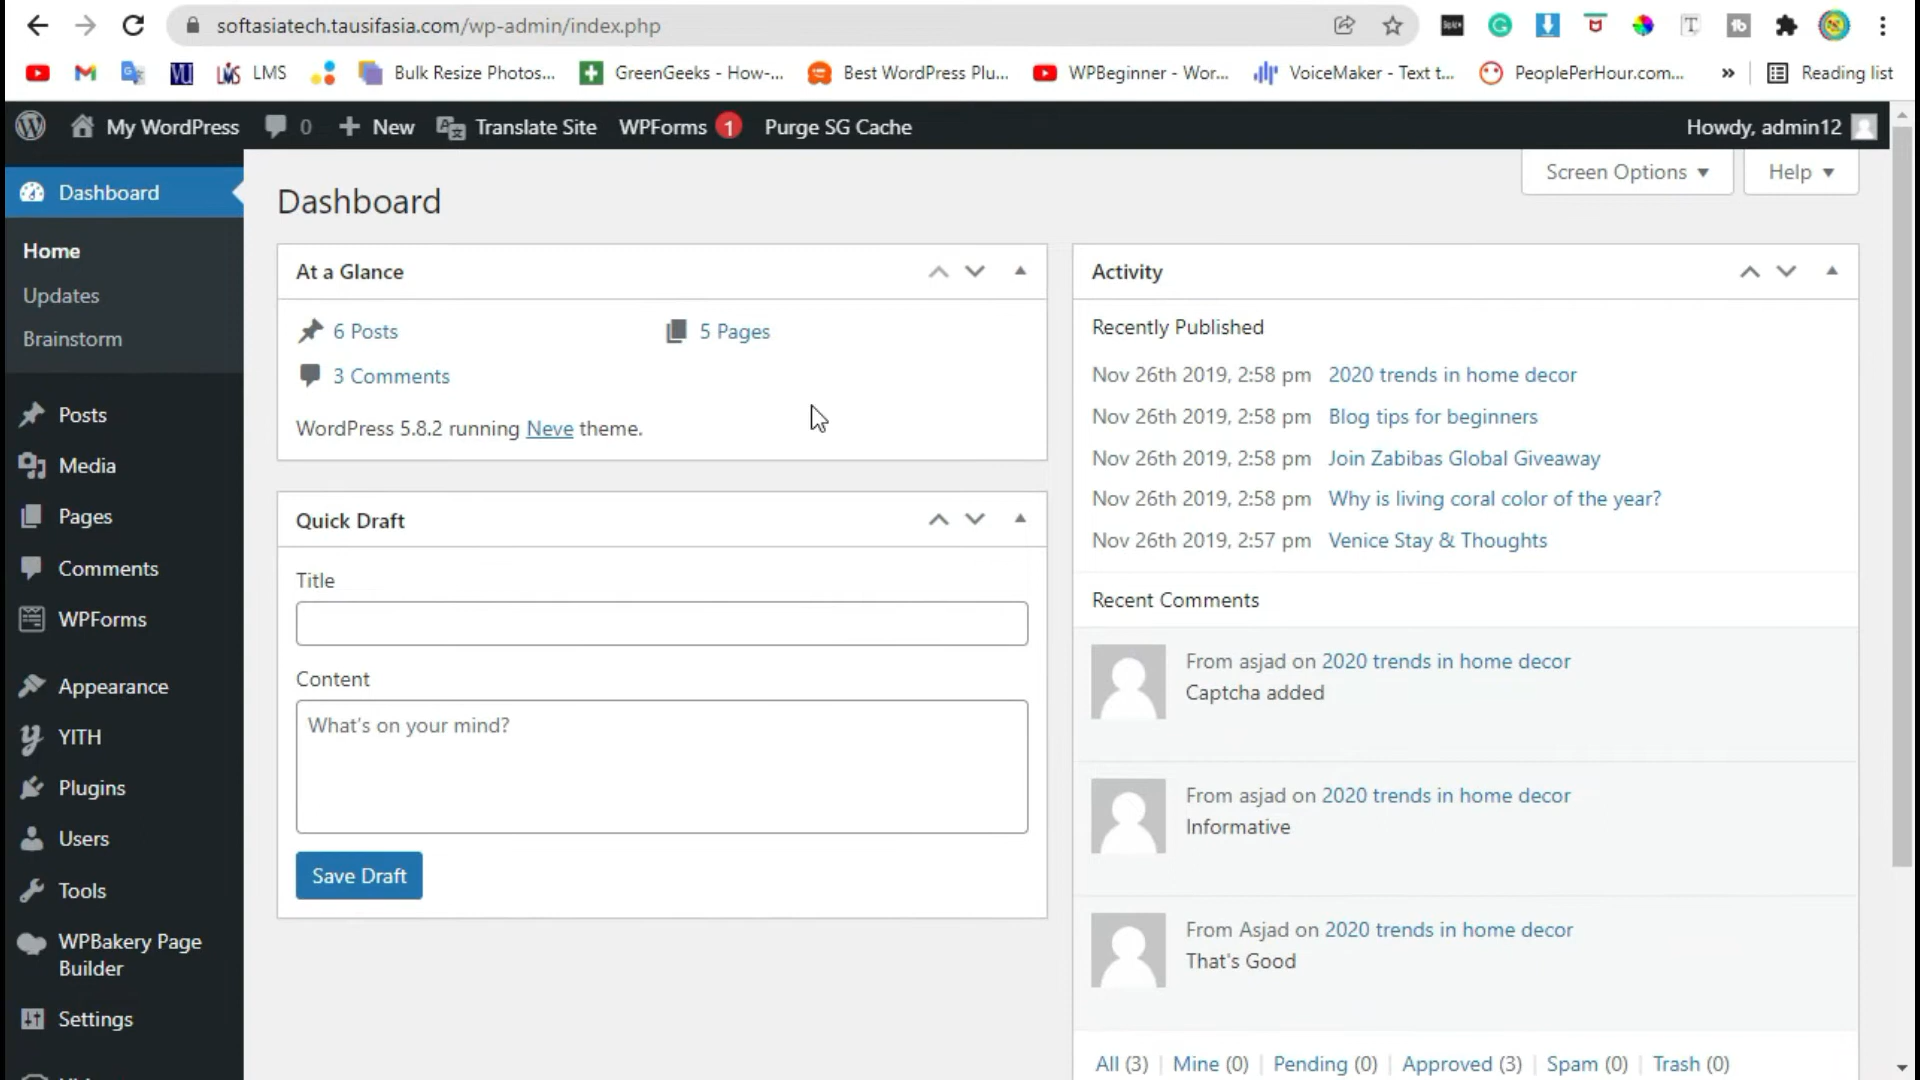 softasiatech.tausifasia.com/wp-admin/index.php
LMS
Bulk Resize Photos...
GreenGeeks - How-...
Best WordPress Plu...
WPBeginner - Wor...
VoiceMaker - Text t...
PeoplePerHour.com...
»
Reading list
My WordPress
0
New
Translate Site
WPForms 1
Purge SG Cache
Howdy, admin12
Dashboard
Home
Updates
Brainstorm
Posts
Media
Pages
Comments
WPForms
Appearance
YITH
Plugins
Users
Tools
WPBakery Page
Builder
Settings
Screen Options
Help
Dashboard
At a Glance
6 Posts
5 Pages
3 Comments
WordPress 5.8.2 running Neve theme.
Quick Draft
Title
Content
What's on your mind?
Save Draft
Activity
Recently Published
Nov 26th 2019, 2:58 pm 2020 trends in home decor
Nov 26th 2019, 2:58 pm Blog tips for beginners
Nov 26th 2019, 2:58 pm Join Zabibas Global Giveaway
Nov 26th 2019, 2:58 pm Why is living coral color of the year?
Nov 26th 2019, 2:57 pm Venice Stay & Thoughts
Recent Comments
From asjad on 2020 trends in home decor
Captcha added
From asjad on 2020 trends in home decor
Informative
From Asjad on 2020 trends in home decor
That's Good
All (3) | Mine (0) | Pending (0) | Approved (3) | Spam (0) | Trash (0)